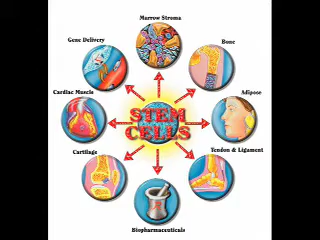 Marrow Stroma
Gene Delivery
Bone
Cardiac Muscle
Adipose
STEM
CELLS
Cartilage
Tendon & Ligament
Biopharmaceuticals